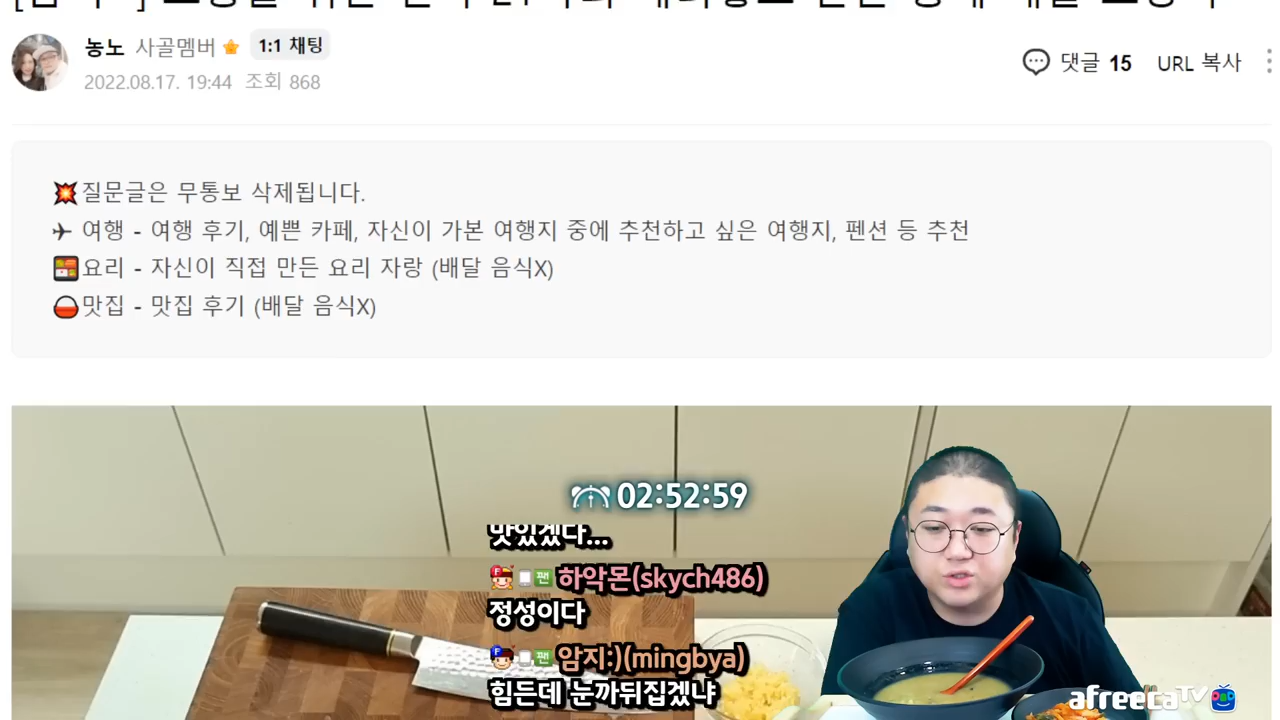 농노 사골멤버 1:1 채팅
2022.08.17. 19:44 조회 868
댓글 15 URL 복사
질문글은 무통보 삭제됩니다.
여행 - 여행 후기, 예쁜 카페, 자신이 가본 여행지 중에 추천하고 싶은 여행지, 펜션 등 추천
요리 - 자신이 직접 만든 요리 자랑 (배달 음식X)
맛집 - 맛집 후기 (배달 음식X)
02:52:59
맛있겠다...
F 팬 하악몬(skych486)
정성이다
F 팬 암지:)(mingbya)
힘든데 눈까뒤집겠냐
afreecaTV